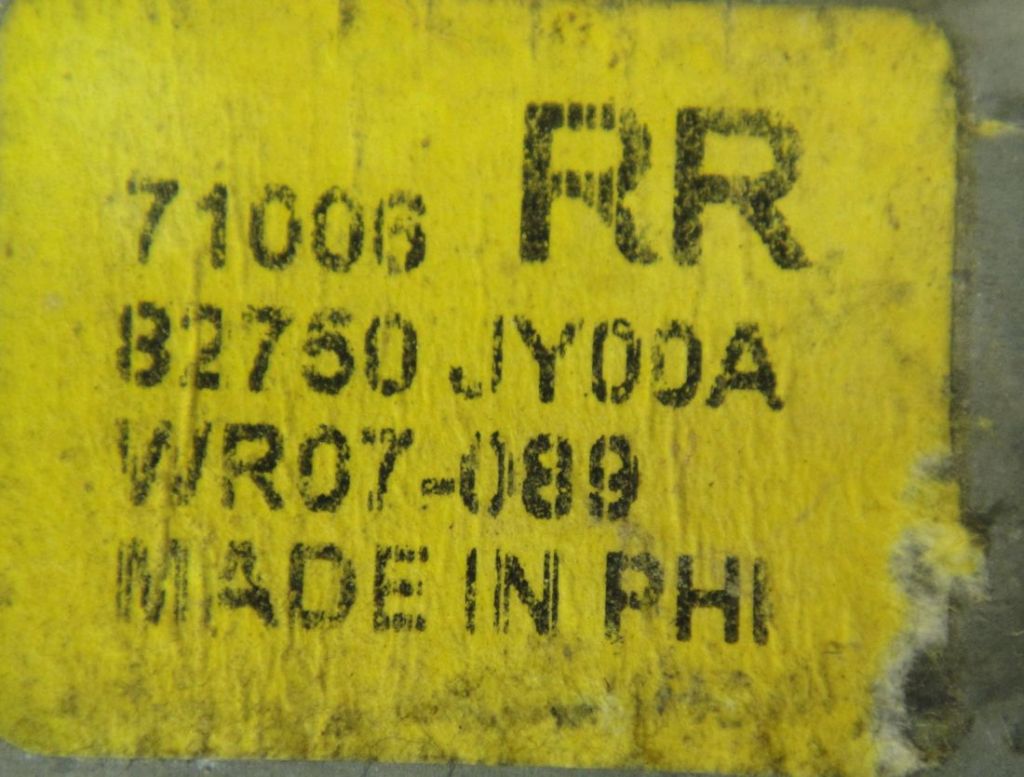 71006 RR
82750 JY00A
WR07-089
MADE IN PHI